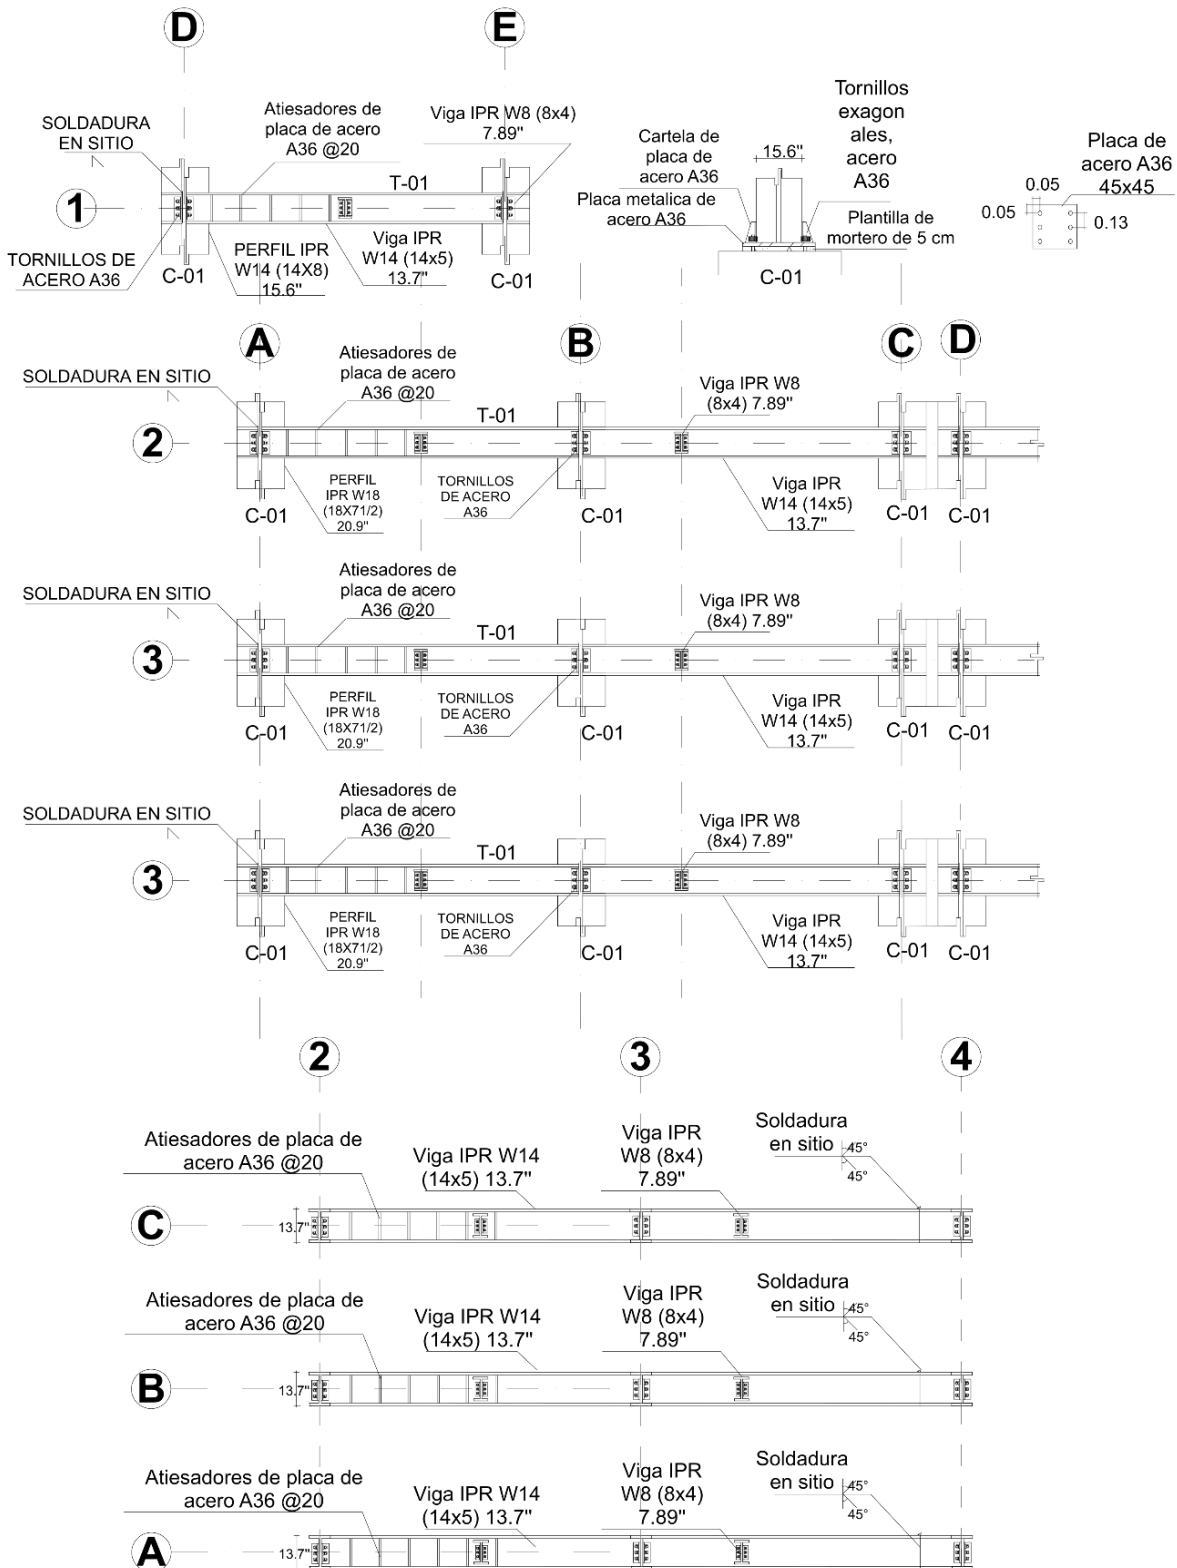 D
E
SOLDADURA
EN SITIO
Atiesadores de
placa de acero
A36 @20
Viga IPR W8 (8x4)
7.89"
T-01
1
TORNILLOS DE
ACERO A36
C-01
PERFIL IPR
W14 (14X8)
15.6"
Viga IPR
W14 (14x5)
13.7"
C-01
Cartela de
placa de
acero A36
Placa metalica de
acero A36
15.6"
Tornillos
exagon
ales,
acero
A36
Plantilla de
mortero de 5 cm
C-01
Placa de
acero A36
45x45
0.05
0.05
0.13
A
B
C
D
SOLDADURA EN SITIO
Atiesadores de
placa de acero
A36 @20
T-01
Viga IPR W8
(8x4) 7.89"
2
C-01
PERFIL
IPR W18
(18X71/2)
20.9"
TORNILLOS
DE ACERO
A36
C-01
Viga IPR
W14 (14x5)
13.7"
C-01
C-01
SOLDADURA EN SITIO
Atiesadores de
placa de acero
A36 @20
T-01
Viga IPR W8
(8x4) 7.89"
3
C-01
PERFIL
IPR W18
(18X71/2)
20.9"
TORNILLOS
DE ACERO
A36
C-01
Viga IPR
W14 (14x5)
13.7"
C-01
C-01
SOLDADURA EN SITIO
Atiesadores de
placa de acero
A36 @20
T-01
Viga IPR W8
(8x4) 7.89"
3
C-01
PERFIL
IPR W18
(18X71/2)
20.9"
TORNILLOS
DE ACERO
A36
C-01
Viga IPR
W14 (14x5)
13.7"
C-01
C-01
2
3
4
Atiesadores de placa de
acero A36 @20
Viga IPR W14
(14x5) 13.7"
Viga IPR
W8 (8x4)
7.89"
Soldadura
en sitio
45°
45°
C
13.7"
Atiesadores de placa de
acero A36 @20
Viga IPR W14
(14x5) 13.7"
Viga IPR
W8 (8x4)
7.89"
Soldadura
en sitio
45°
45°
B
13.7"
Atiesadores de placa de
acero A36 @20
Viga IPR W14
(14x5) 13.7"
Viga IPR
W8 (8x4)
7.89"
Soldadura
en sitio
45°
45°
A
13.7"